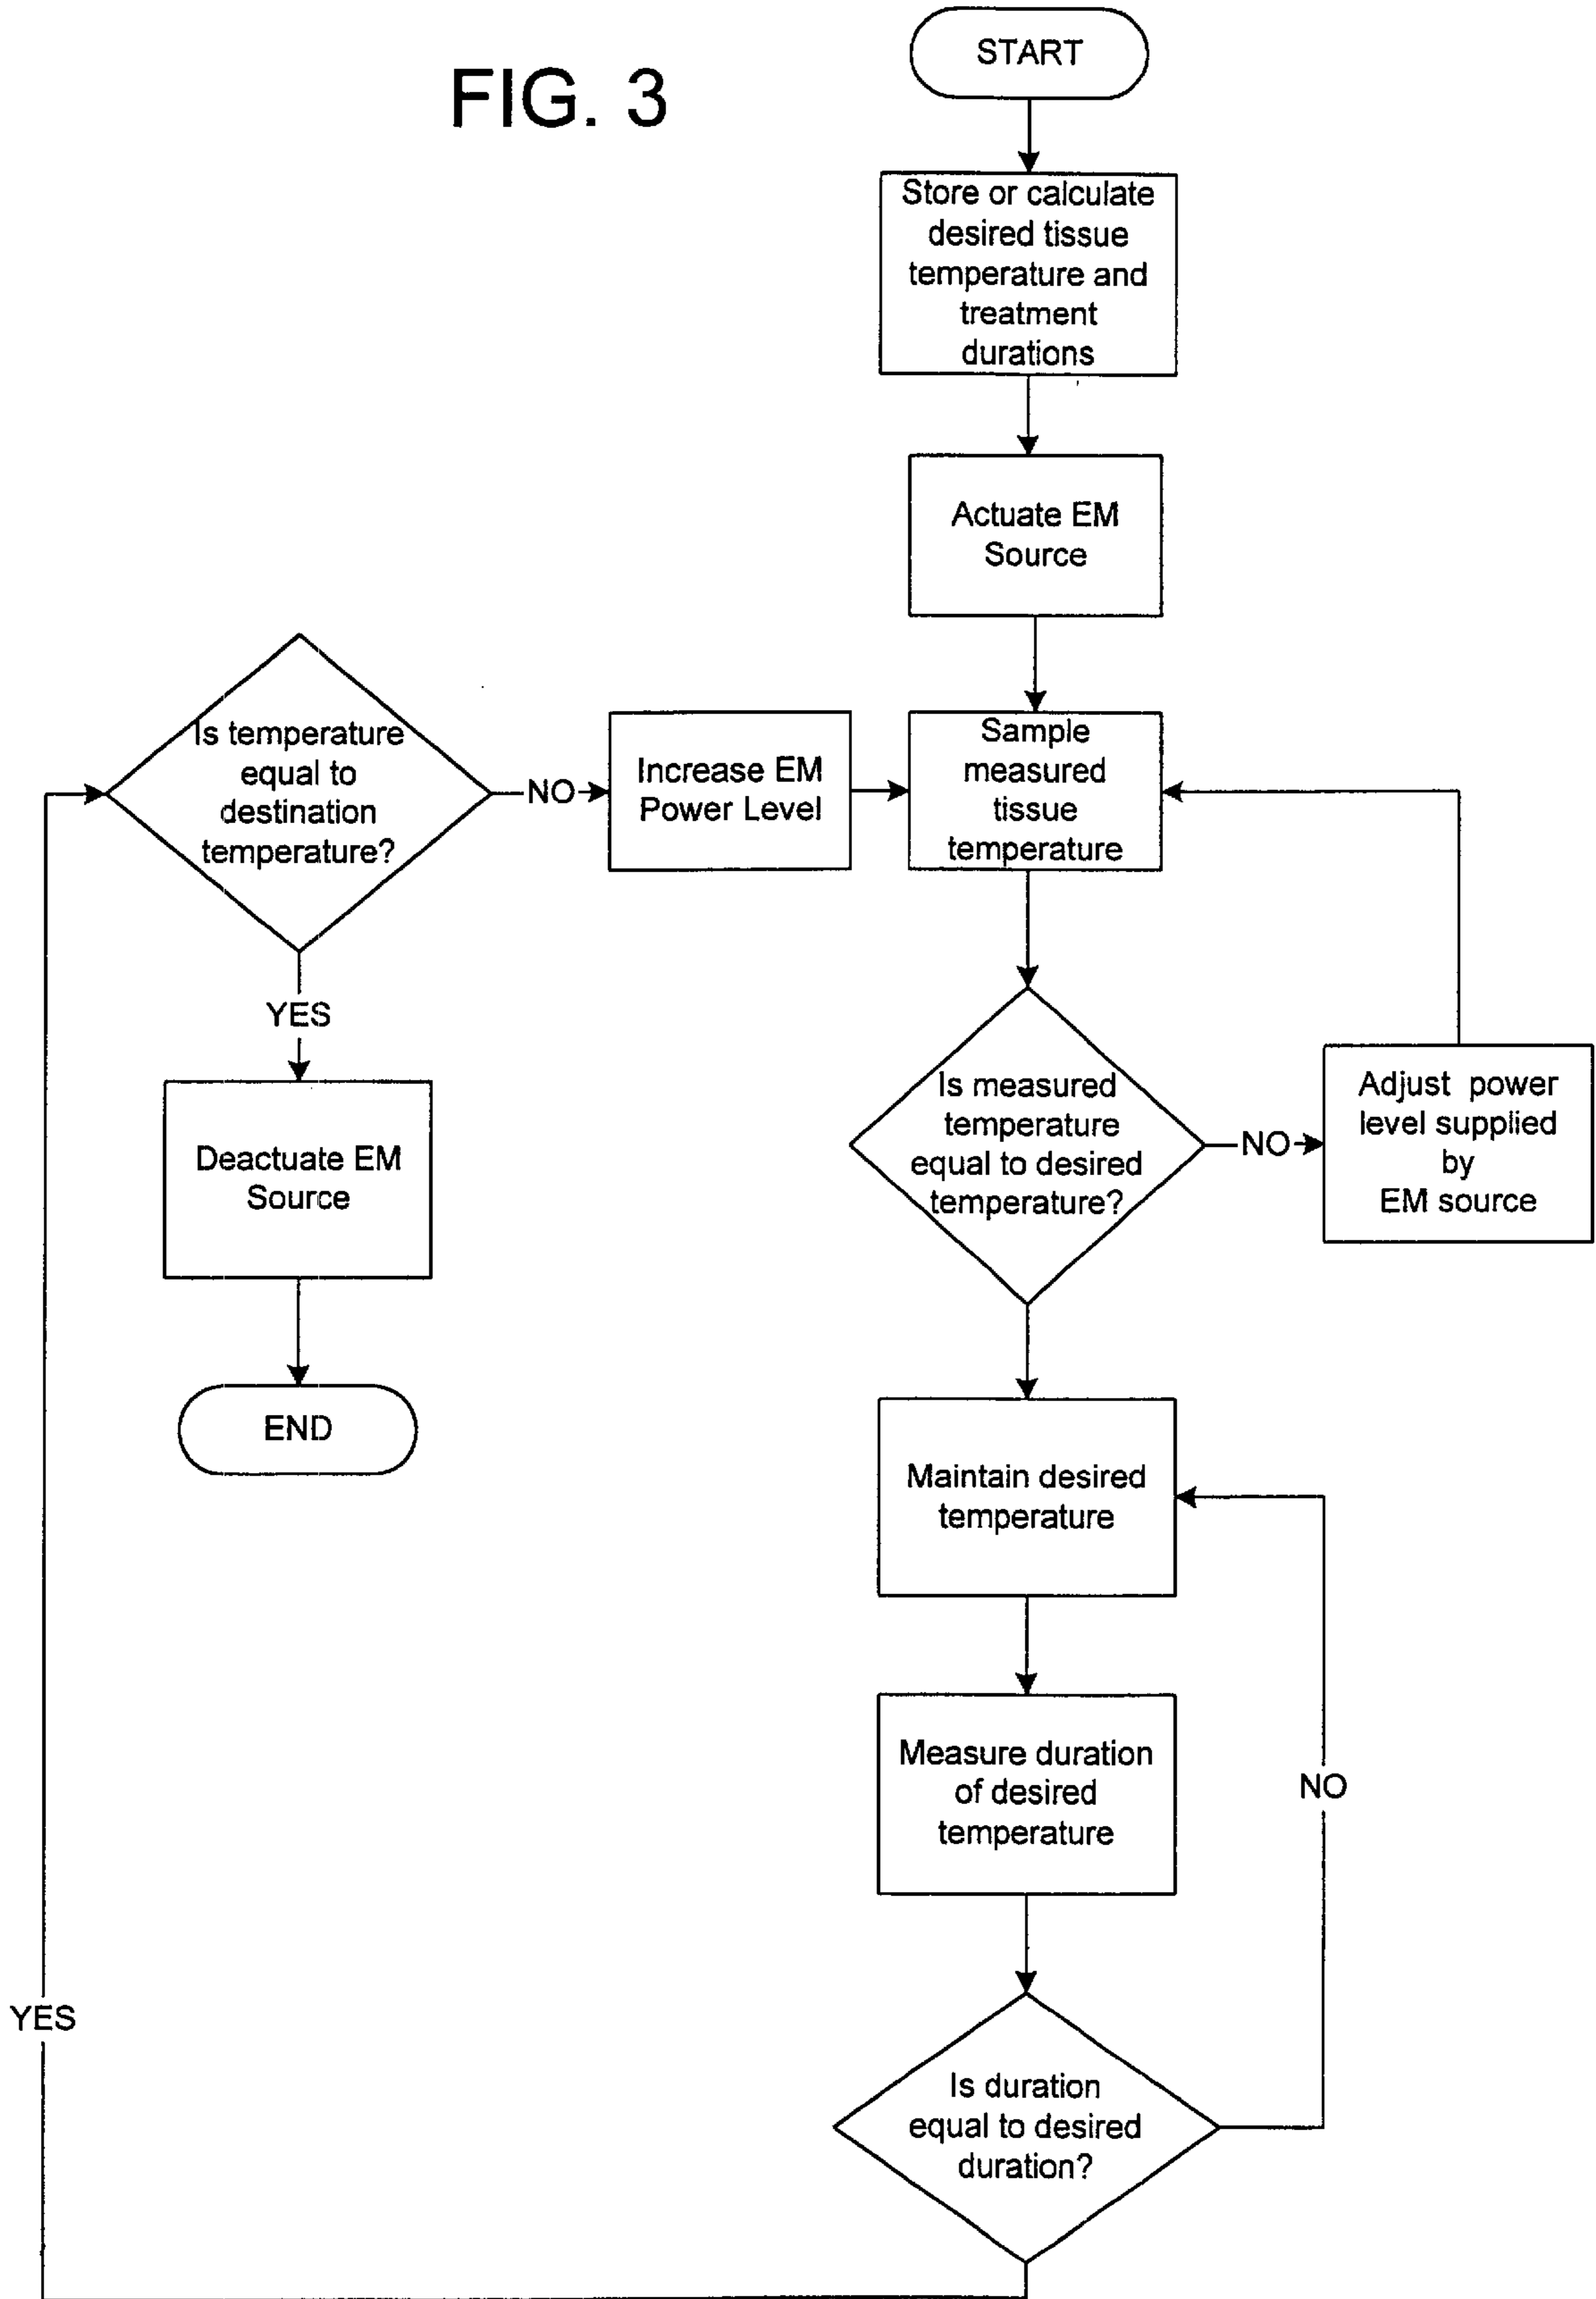 FIG. 3
START
Store or calculate
desired tissue
temperature and
treatment
durations
Actuate EM
Source
Sample
measured
tissue
temperature
Is temperature
equal to
destination
temperature?
NO
Increase EM
Power Level
YES
Deactuate EM
Source
END
Is measured
temperature
equal to desired
temperature?
NO
Adjust power
level supplied
by
EM source
Maintain desired
temperature
Measure duration
of desired
temperature
NO
YES
Is duration
equal to desired
duration?